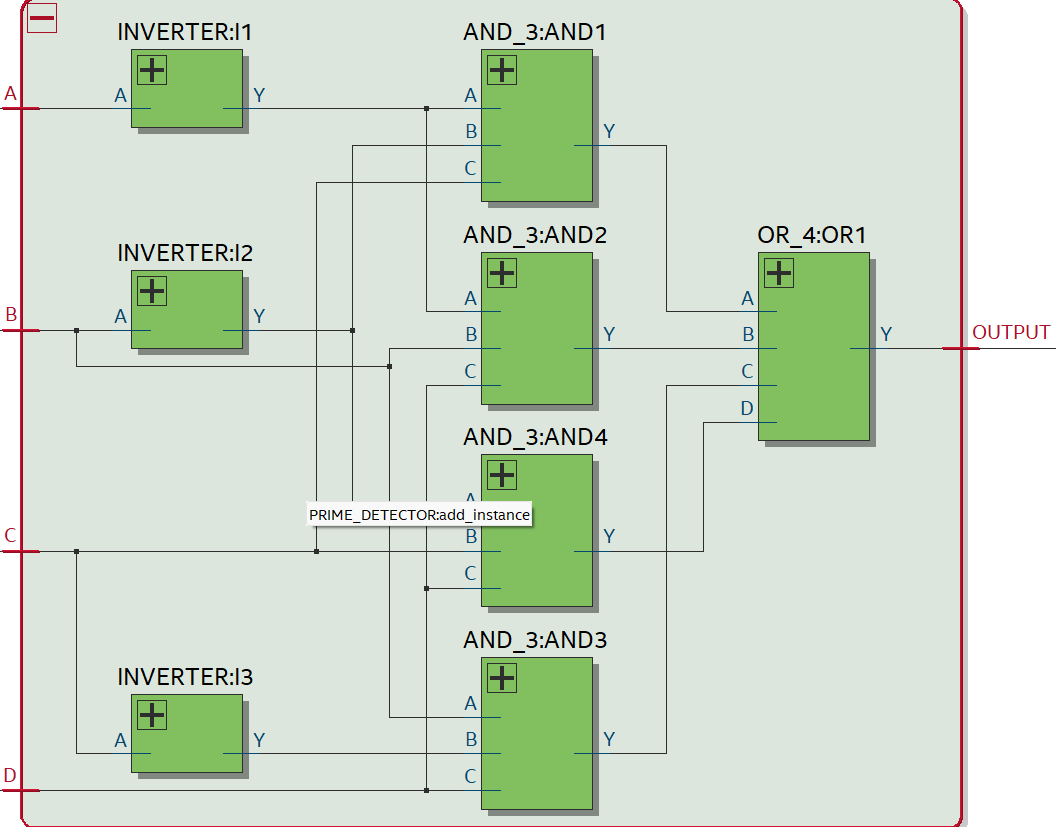 INVERTER:I1
AND_3:AND1
A
A
Y
A
B
Y
C
INVERTER:I2
AND_3:AND2
OR_4:OR1
B
A
Y
A
B
Y
C
A
B
Y
C
D
OUTPUT
AND_3:AND4
A
PRIME_DETECTOR:add_instance
C
B
Y
C
INVERTER:I3
AND_3:AND3
A
Y
A
B
Y
D
C